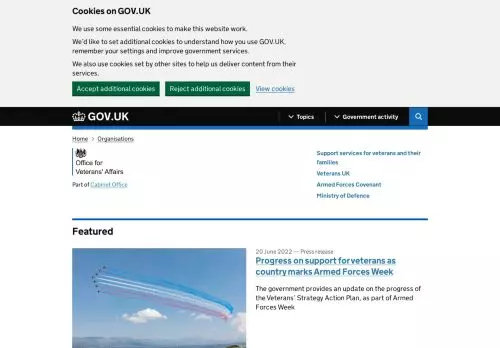 Cookies on GOV.UK
We use some essential cookies to make this website work.
We'd like to set additional cookies to understand how you use GOV.UK,
remember your settings and improve government services.
We also use cookies set by other sites to help us deliver content from their
services.
Accept additional cookies
Reject additional cookies
View cookies
GOV.UK
Topics
Government activity
Home > Organisations
Office for
Veterans' Affairs
Part of Cabinet Office
Support services for veterans and their
families
Veterans UK
Armed Forces Covenant
Ministry of Defence
Featured
20 June 2022 — Press release
Progress on support for veterans as
country marks Armed Forces Week
The government provides an update on the progress of
the Veterans' Strategy Action Plan, as part of Armed
Forces Week